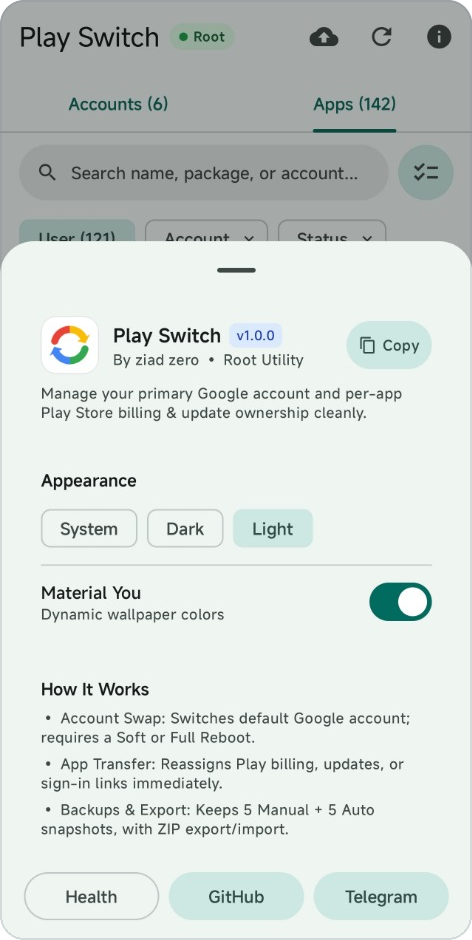 Play Switch
Root
Accounts (6)
Apps (142)
Search name, package, or account...
User (121)
Account
Status
Play Switch
v1.0.0
By ziad zero • Root Utility
Copy
Manage your primary Google account and per-app
Play Store billing & update ownership cleanly.
Appearance
System
Dark
Light
Material You
Dynamic wallpaper colors
How It Works
• Account Swap: Switches default Google account;
requires a Soft or Full Reboot.
• App Transfer: Reassigns Play billing, updates, or
sign-in links immediately.
• Backups & Export: Keeps 5 Manual + 5 Auto
snapshots, with ZIP export/import.
Health
GitHub
Telegram